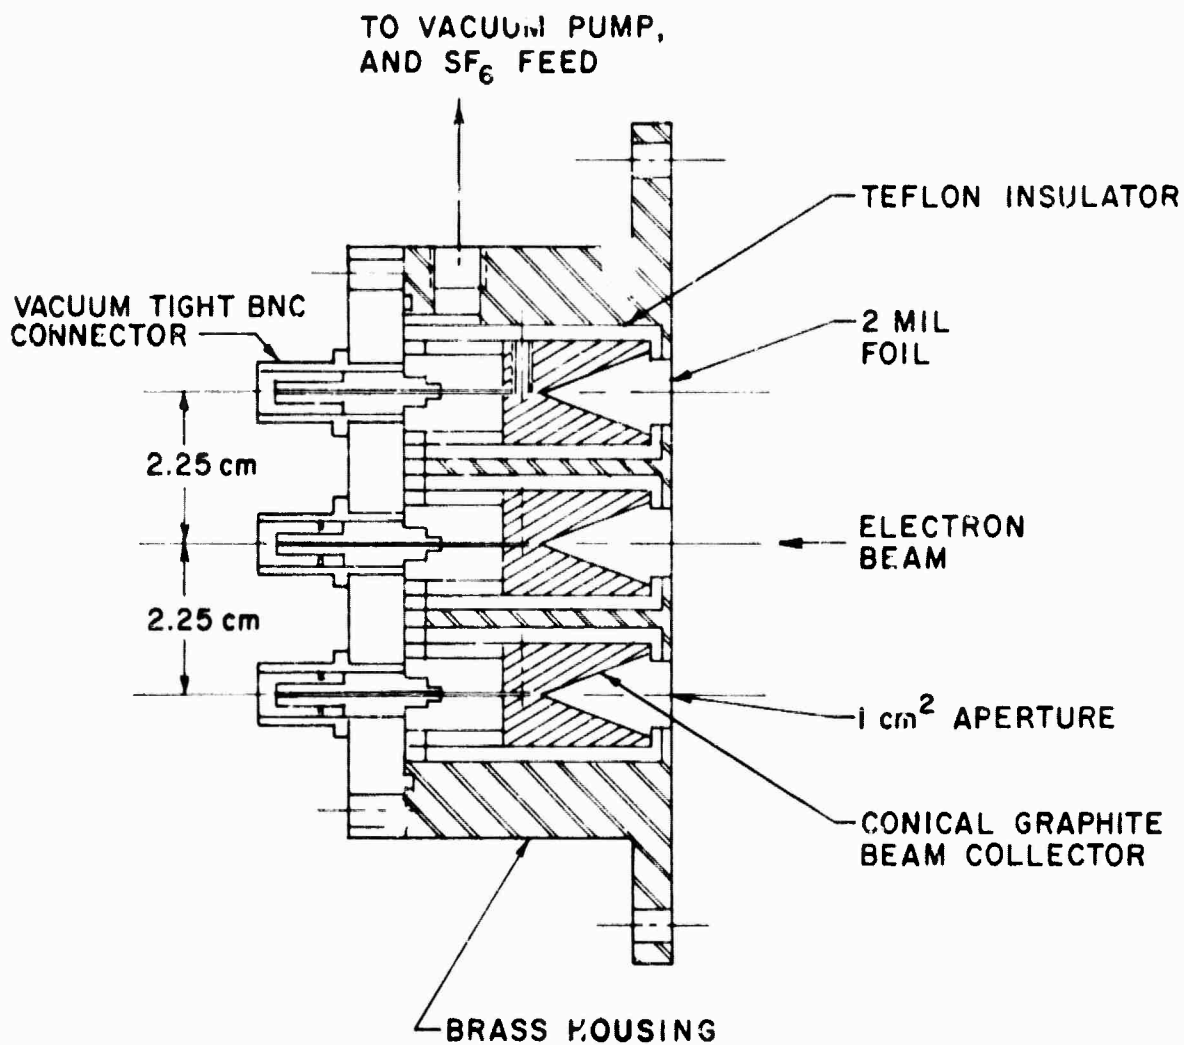 TO VACUUM PUMP,
AND SF₆ FEED
TEFLON INSULATOR
VACUUM TIGHT BNC
CONNECTOR
2 MIL
FOIL
2.25 cm
ELECTRON
BEAM
2.25 cm
1 cm² APERTURE
CONICAL GRAPHITE
BEAM COLLECTOR
BRASS HOUSING